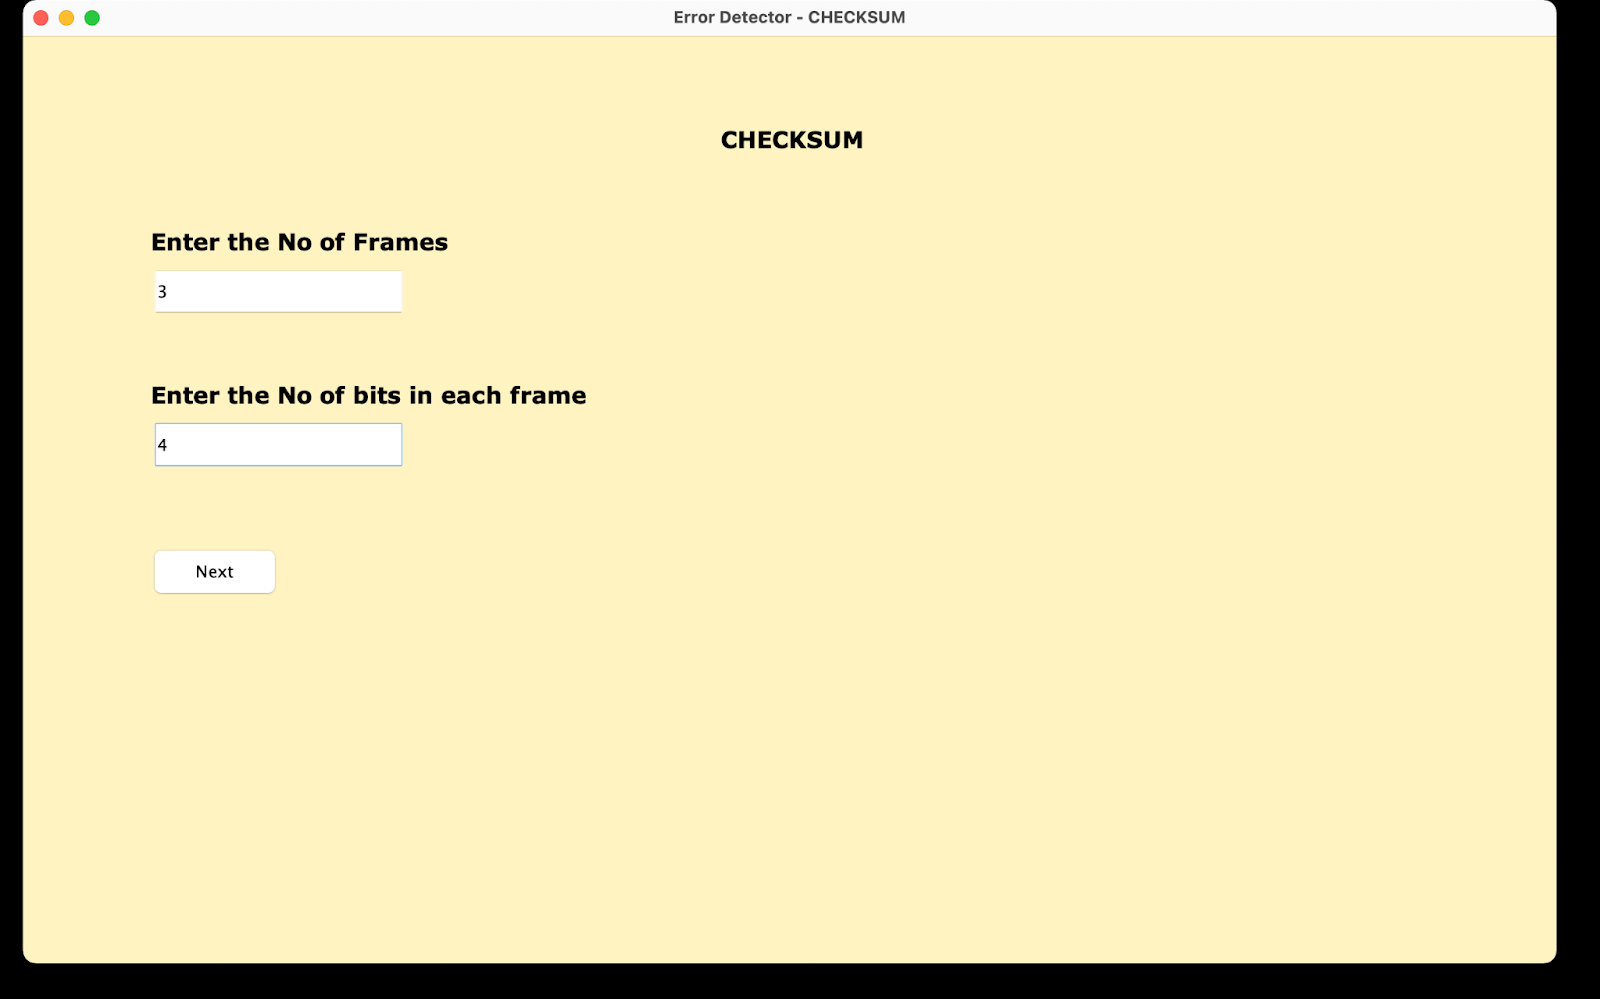 Error Detector - CHECKSUM
CHECKSUM
Enter the No of Frames
3
Enter the No of bits in each frame
4
Next